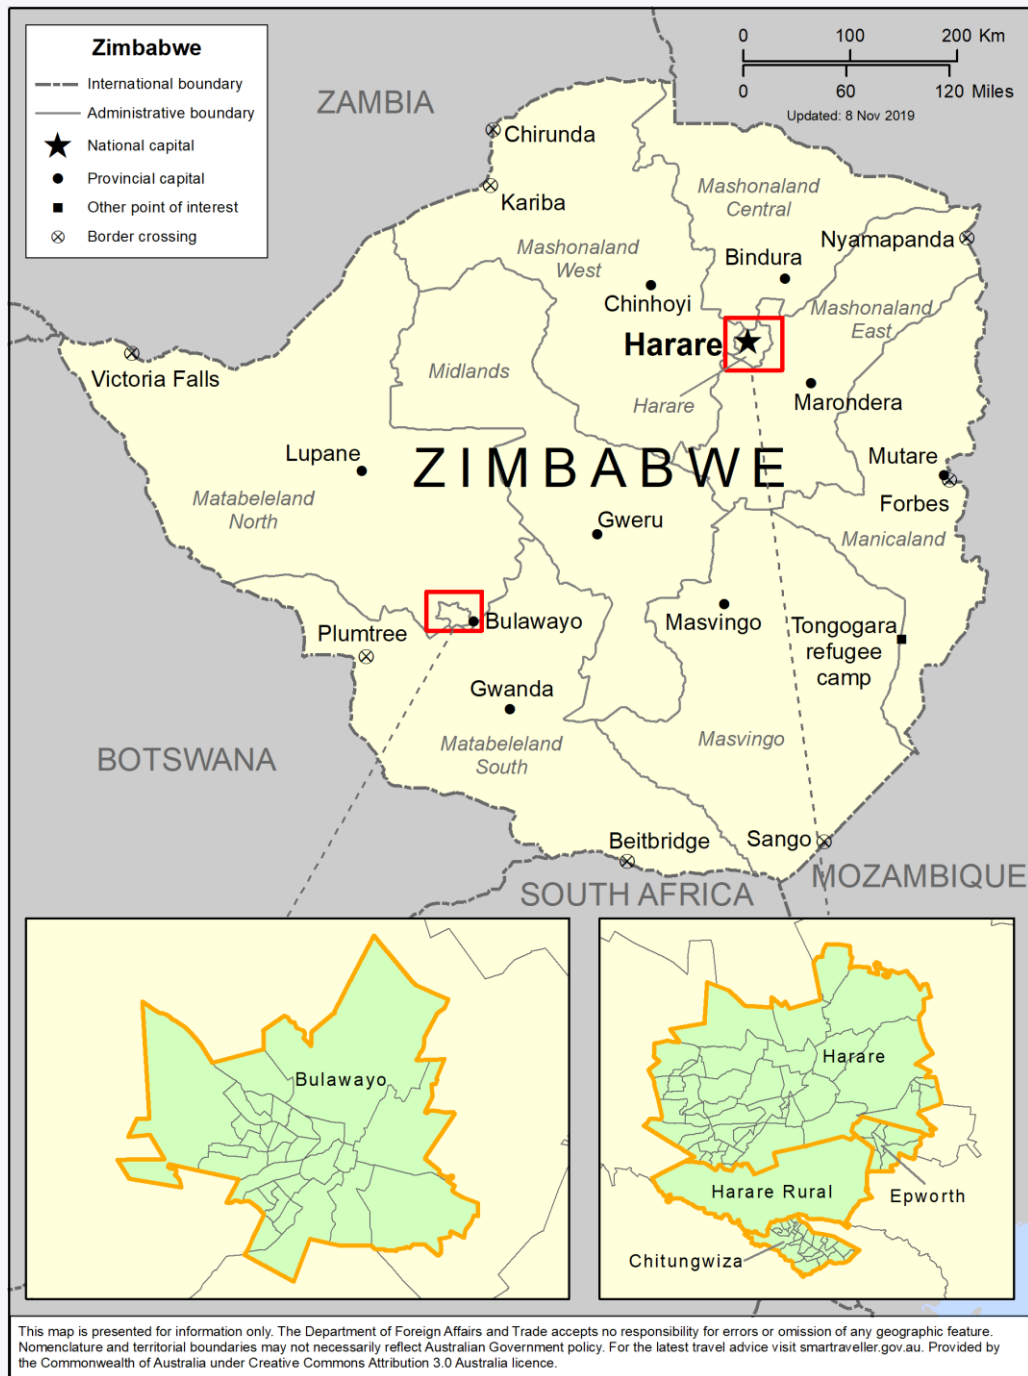 Zimbabwe
International boundary
Administrative boundary
National capital
Provincial capital
Other point of interest
Border crossing
0 100 200 Km
0 60 120 Miles
Updated: 8 Nov 2019
ZAMBIA
Chirunda
Kariba
Mashonaland
Central
Nyamapanda
Mashonaland
West
Bindura
Chinhoyi
Mashonaland
East
Harare
Victoria Falls
Midlands
Harare
Marondera
Lupane
ZIMBABWE
Mutare
Forbes
Matabeleland
North
Gweru
Manicaland
Bulawayo
Masvingo
Plumtree
Tongogara
refugee
camp
Gwanda
Matabeleland
South
Masvingo
BOTSWANA
Beitbridge
Sango
SOUTH AFRICA
MOZAMBIQUE
Bulawayo
Harare
Harare Rural
Epworth
Chitungwiza
This map is presented for information only. The Department of Foreign Affairs and Trade accepts no responsibility for errors or omission of any geographic feature.
Nomenclature and territorial boundaries may not necessarily reflect Australian Government policy. For the latest travel advice visit smartraveller.gov.au. Provided by
the Commonwealth of Australia under Creative Commons Attribution 3.0 Australia licence.